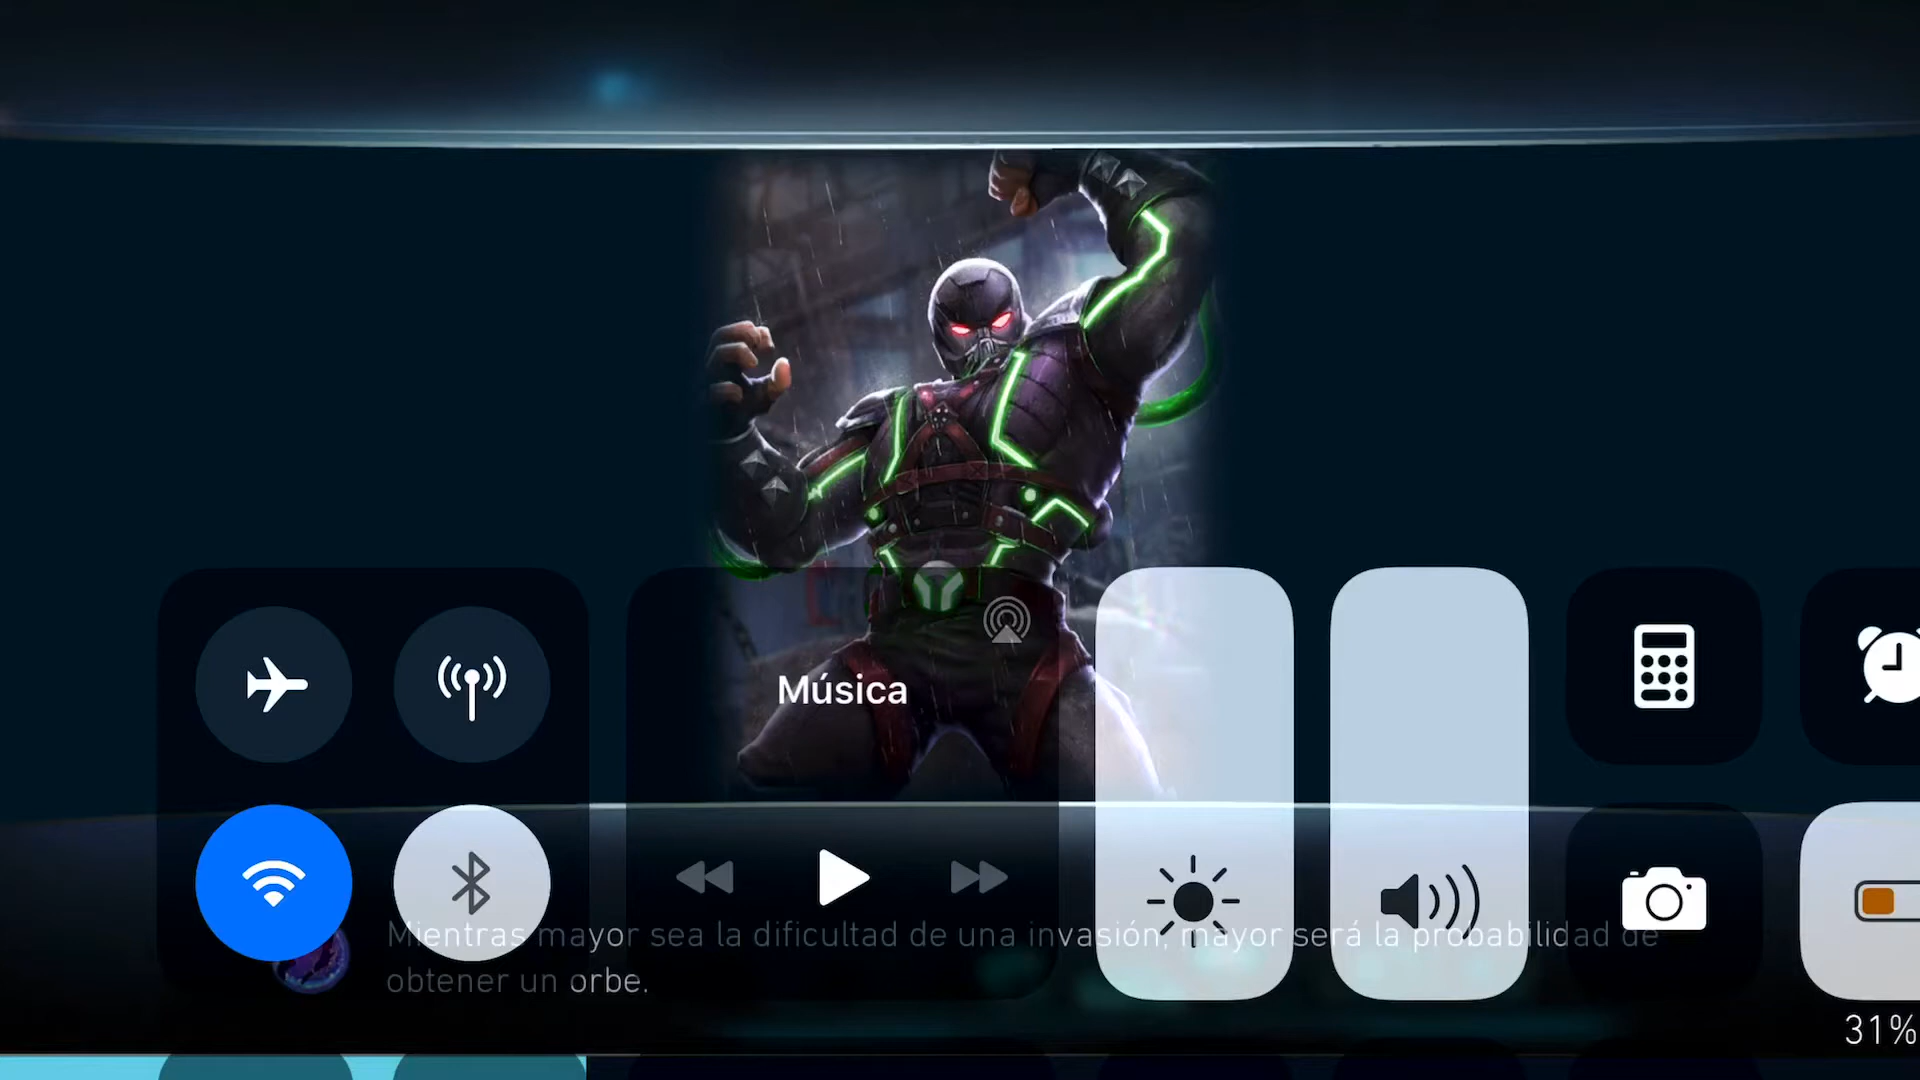 Música
Mientras mayor sea la dificultad de una invasión, mayor será la probabilidad de
obtener un orbe.
31%